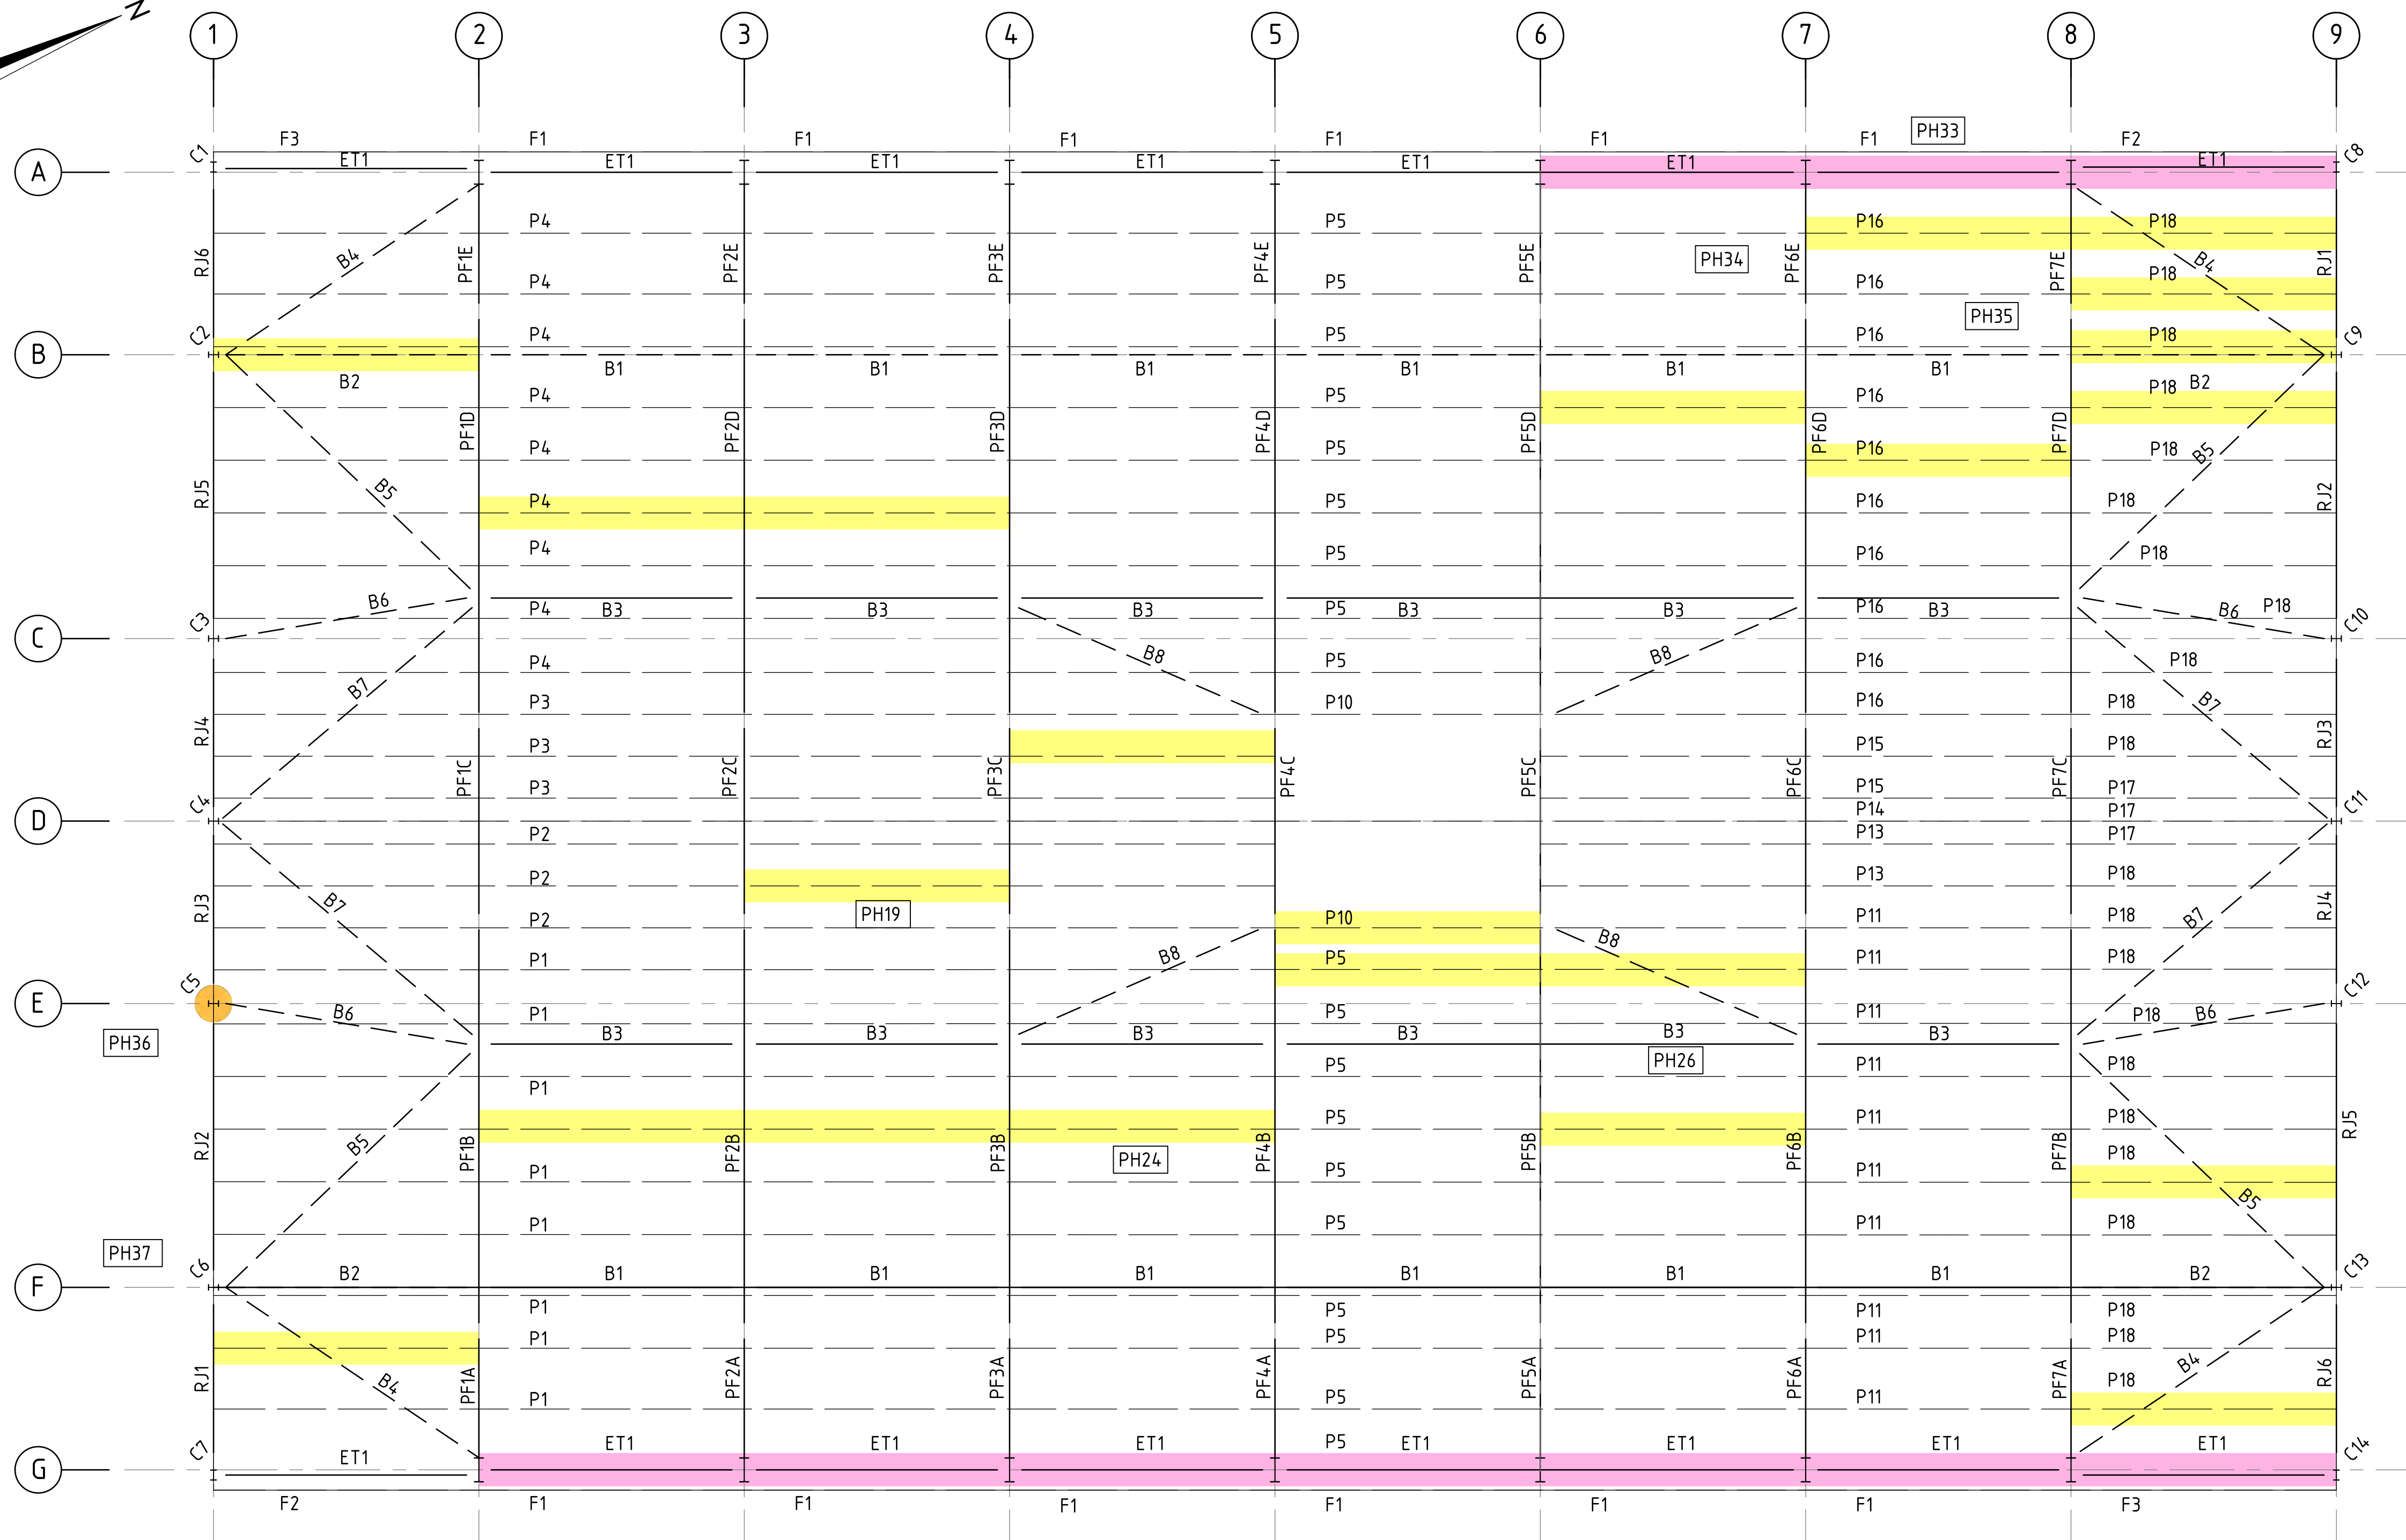 N
1 2 3 4 5 6 7 8 9
F3 F1 F1 F1 F1 F1 F1 PH33 F2
A C1 ET1 ET1 ET1 ET1 ET1 ET1 ET1 C8
P4 P5 P16 P18
RJ6 B4 PF1E PF2E PF3E PF4E PF5E PH34 PF6E PF7E B4 RJ1
P4 P5 P16 P18
PH35
B C2 P4 P5 P16 P18 C9
B2 B1 B1 B1 B1 B1 B1 B2
P4 P5 P16 P18
PF1D PF2D PF3D PF4D PF5D PF6D PF7D
P4 P5 P16 P18 B5
RJ5 B5 P4 P5 P16 P18 RJ2
P4 P5 P16 P18
B6 P4 B3 B3 B3 P5 B3 B3 P16 B3 B6 P18
C C3 C10
B7 P4 B8 P5 B8 P16 P18 B7
P3 P10 P16 P18
RJ4 P3 P15 P18 RJ3
PF1C PF2C PF3C PF4C PF5C PF6C PF7C
P3 P15 P17
D C4 P14 P17 C11
P2 P13 P17
P2 P13 P18
RJ3 B7 P2 PH19 P10 P11 P18 B7 RJ4
P1 B8 P5 B8 P11 P18
E C5 C12
B6 P1 P5 P11 P18 B6
PH36 B3 B3 B3 B3 B3 B3
PH26
P1 P5 P11 P18
RJ2 B5 PF1B PF2B PF3B PH24 PF4B P5 PF5B PF6B P11 PF7B P18 RJ5
P1 P5 P11 P18
B5
P1 P5 P11 P18
PH37
F C6 B2 B1 B1 B1 B1 B1 B1 B2 C13
P1 P5 P11 P18
P1 P5 P11 P18
RJ1 B4 PF1A PF2A PF3A PF4A PF5A PF6A PF7A B4 RJ6
P1 P5 P11 P18
G C7 ET1 ET1 ET1 ET1 P5 ET1 ET1 ET1 ET1 C14
F2 F1 F1 F1 F1 F1 F1 F3